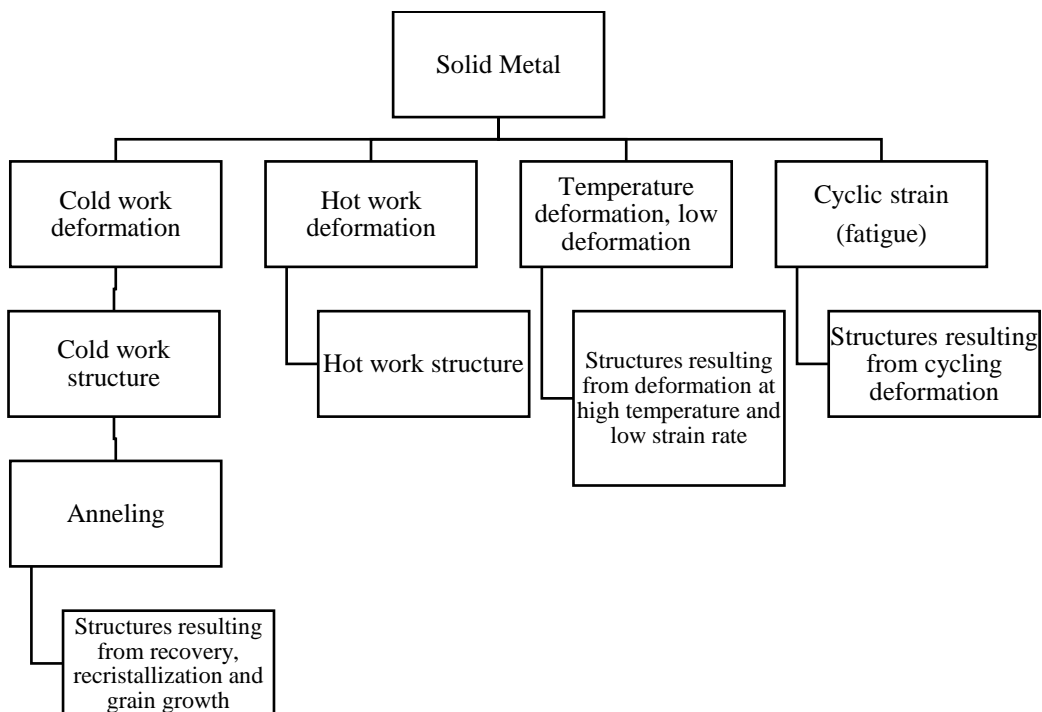 Solid Metal
Cold work
deformation
Hot work
deformation
Temperature
deformation, low
deformation
Cyclic strain
(fatigue)
Cold work
structure
Hot work structure
Structures resulting
from deformation at
high temperature and
low strain rate
Structures resulting
from cycling
deformation
Anneling
Structures resulting
from recovery,
recristallization and
grain growth